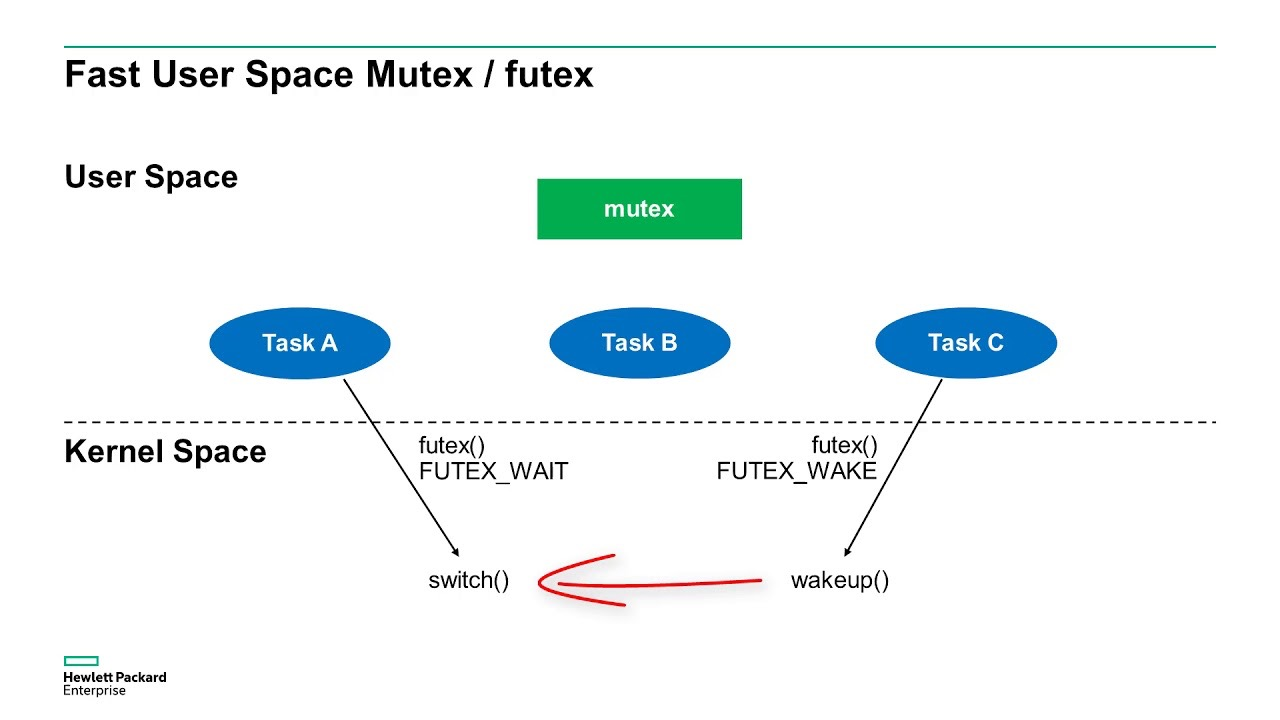 Fast User Space Mutex / futex
User Space
mutex
Task A
Task B
Task C
Kernel Space
futex()
FUTEX_WAIT
futex()
FUTEX_WAKE
switch()
wakeup()
Hewlett Packard
Enterprise